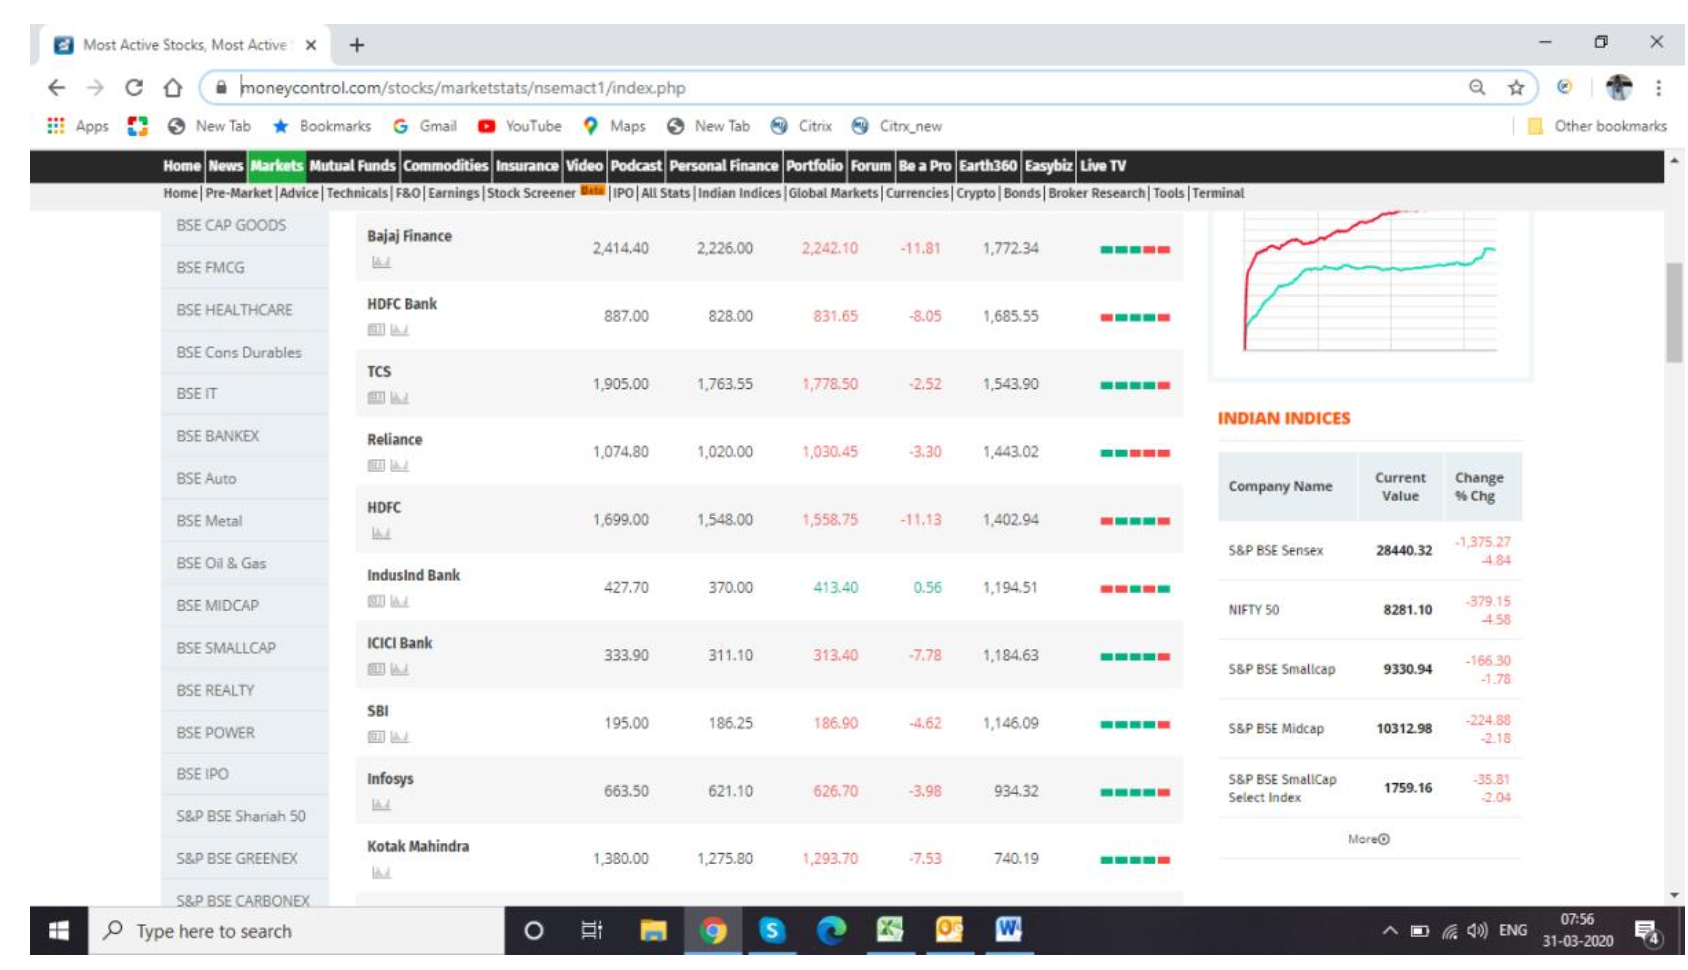 Most Active Stocks, Most Active
moneycontrol.com/stocks/marketstats/nsemact1/index.php
Apps New Tab Bookmarks Gmail YouTube Maps New Tab Citrix Citrx_new Other bookmarks
Home News Markets Mutual Funds Commodities Insurance Video Podcast Personal Finance Portfolio Forum Be a Pro Earth360 Easybiz Live TV
Home | Pre-Market | Advice | Technicals | F&O | Earnings | Stock Screener Beta | IPO | All Stats | Indian Indices | Global Markets | Currencies | Crypto | Bonds | Broker Research | Tools | Terminal
BSE CAP GOODS
BSE FMCG
BSE HEALTHCARE
BSE Cons Durables
BSE IT
BSE BANKEX
BSE Auto
BSE Metal
BSE Oil & Gas
BSE MIDCAP
BSE SMALLCAP
BSE REALTY
BSE POWER
BSE IPO
S&P BSE Shariah 50
S&P BSE GREENEX
S&P BSE CARBONEX
Bajaj Finance 2,414.40 2,226.00 2,242.10 -11.81 1,772.34
HDFC Bank 887.00 828.00 831.65 -8.05 1,685.55
TCS 1,905.00 1,763.55 1,778.50 -2.52 1,543.90
Reliance 1,074.80 1,020.00 1,030.45 -3.30 1,443.02
HDFC 1,699.00 1,548.00 1,558.75 -11.13 1,402.94
IndusInd Bank 427.70 370.00 413.40 0.56 1,194.51
ICICI Bank 333.90 311.10 313.40 -7.78 1,184.63
SBI 195.00 186.25 186.90 -4.62 1,146.09
Infosys 663.50 621.10 626.70 -3.98 934.32
Kotak Mahindra 1,380.00 1,275.80 1,293.70 -7.53 740.19
INDIAN INDICES
Company Name Current Value Change % Chg
S&P BSE Sensex 28440.32 -1,375.27 -4.84
NIFTY 50 8281.10 -379.15 -4.58
S&P BSE Smallcap 9330.94 -166.30 -1.78
S&P BSE Midcap 10312.98 -224.88 -2.18
S&P BSE SmallCap Select Index 1759.16 -35.81 -2.04
More
Type here to search
ENG
07:56
31-03-2020
4